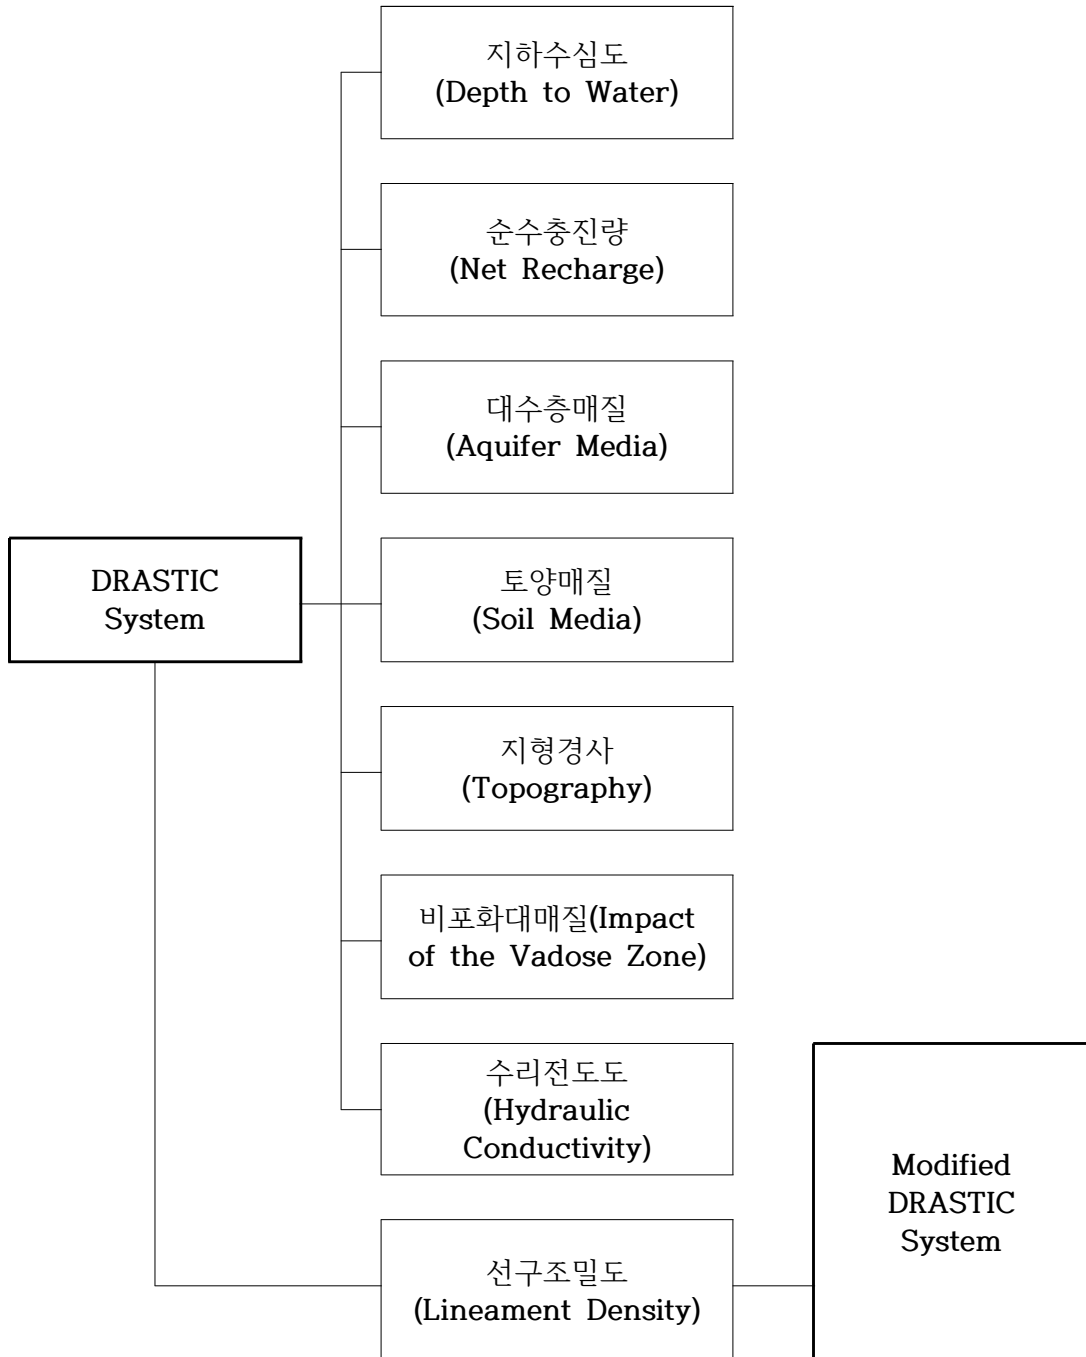 지하수심도
(Depth to Water)
순수충진량
(Net Recharge)
대수층매질
(Aquifer Media)
DRASTIC
System
토양매질
(Soil Media)
지형경사
(Topography)
비포화대매질(Impact
of the Vadose Zone)
수리전도도
(Hydraulic
Conductivity)
Modified
DRASTIC
System
선구조밀도
(Lineament Density)